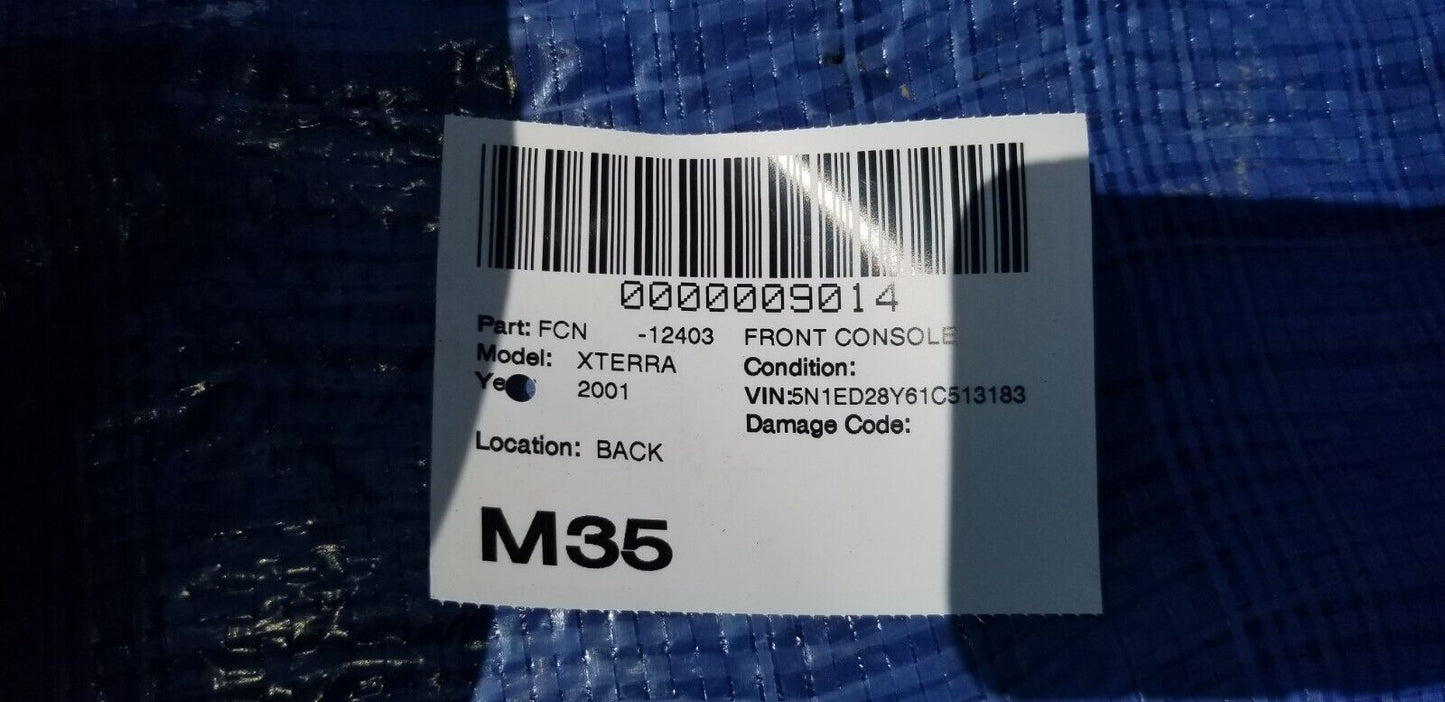 0000009014
Part: FCN -12403 FRONT CONSOLE
Model: XTERRA Condition:
2001 VIN:5N1ED28Y61C513183
Damage Code:
Location: BACK
M35